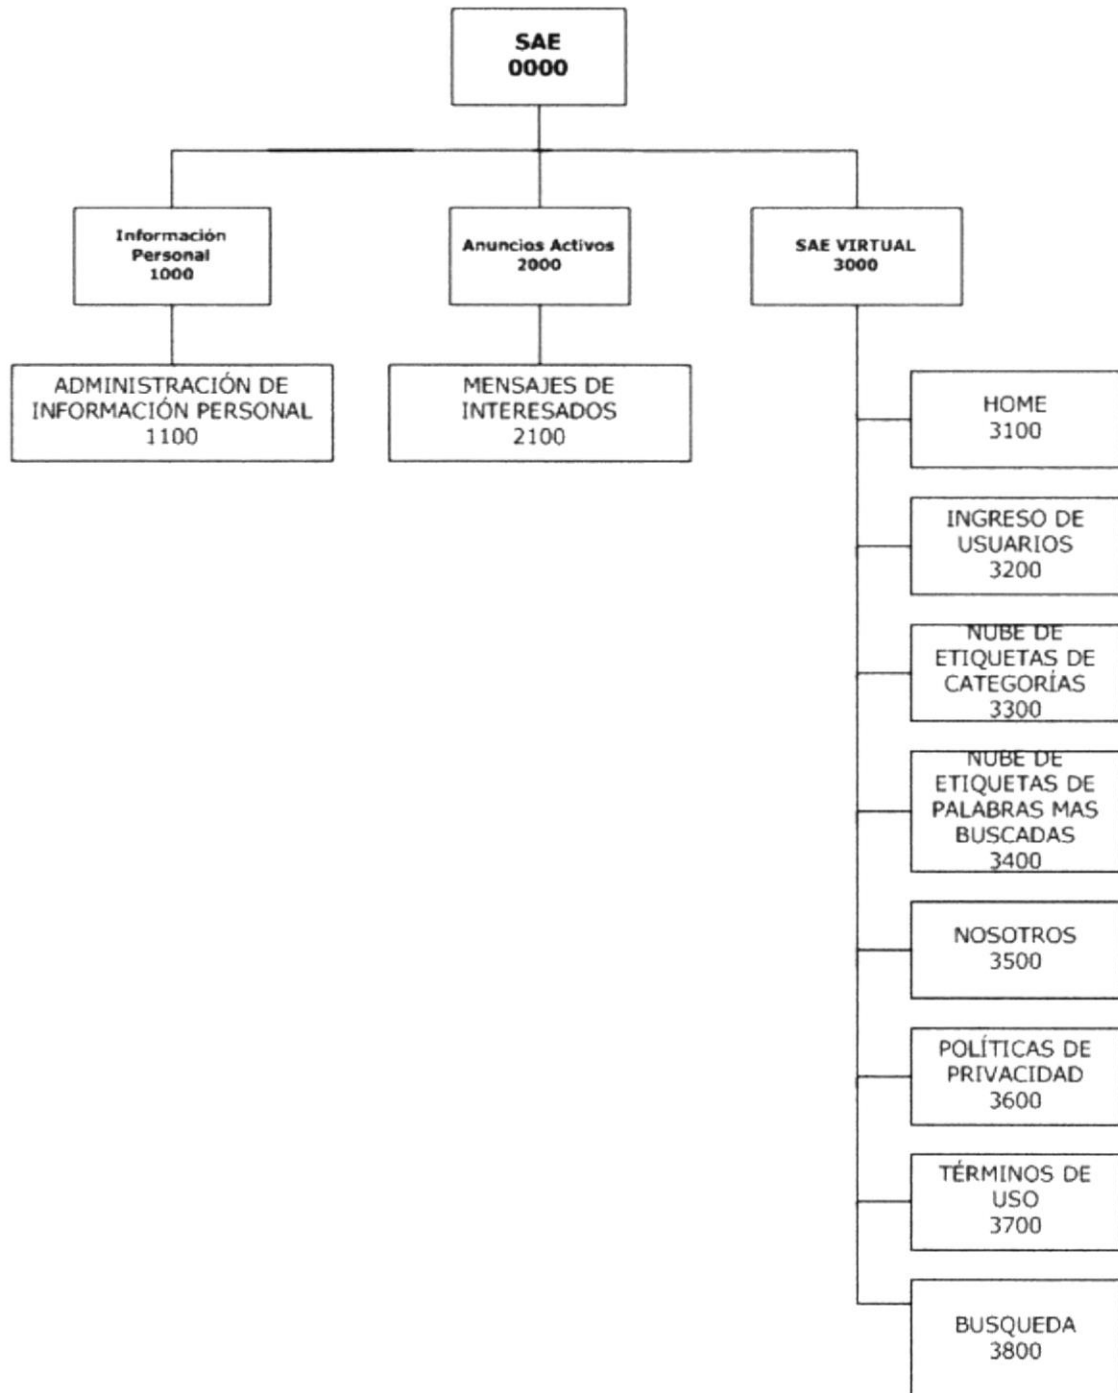 SAE
0000
Información
Personal
1000
Anuncios Activos
2000
SAE VIRTUAL
3000
ADMINISTRACIÓN DE
INFORMACIÓN PERSONAL
1100
MENSAJES DE
INTERESADOS
2100
HOME
3100
INGRESO DE
USUARIOS
3200
NUBE DE
ETIQUETAS DE
CATEGORÍAS
3300
NUBE DE
ETIQUETAS DE
PALABRAS MAS
BUSCADAS
3400
NOSOTROS
3500
POLÍTICAS DE
PRIVACIDAD
3600
TÉRMINOS DE
USO
3700
BUSQUEDA
3800